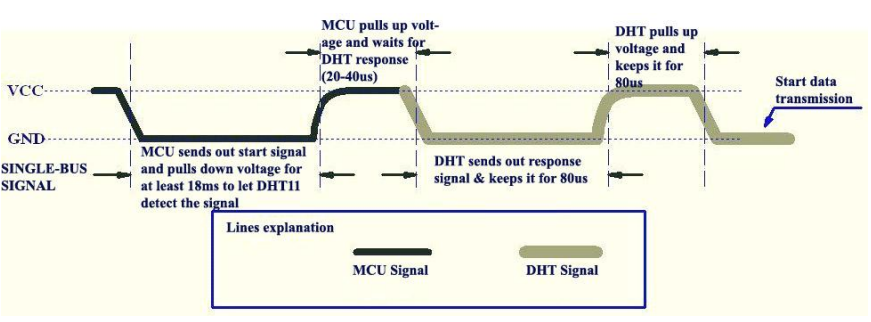 MCU pulls up volt-
age and waits for
DHT response
(20-40us)
DHT pulls up
voltage and
keeps it for
80us
Start data
transmission
VCC
GND
SINGLE-BUS
SIGNAL
MCU sends out start signal
and pulls down voltage for
at least 18ms to let DHT11
detect the signal
DHT sends out response
signal & keeps it for 80us
Lines explanation
MCU Signal
DHT Signal